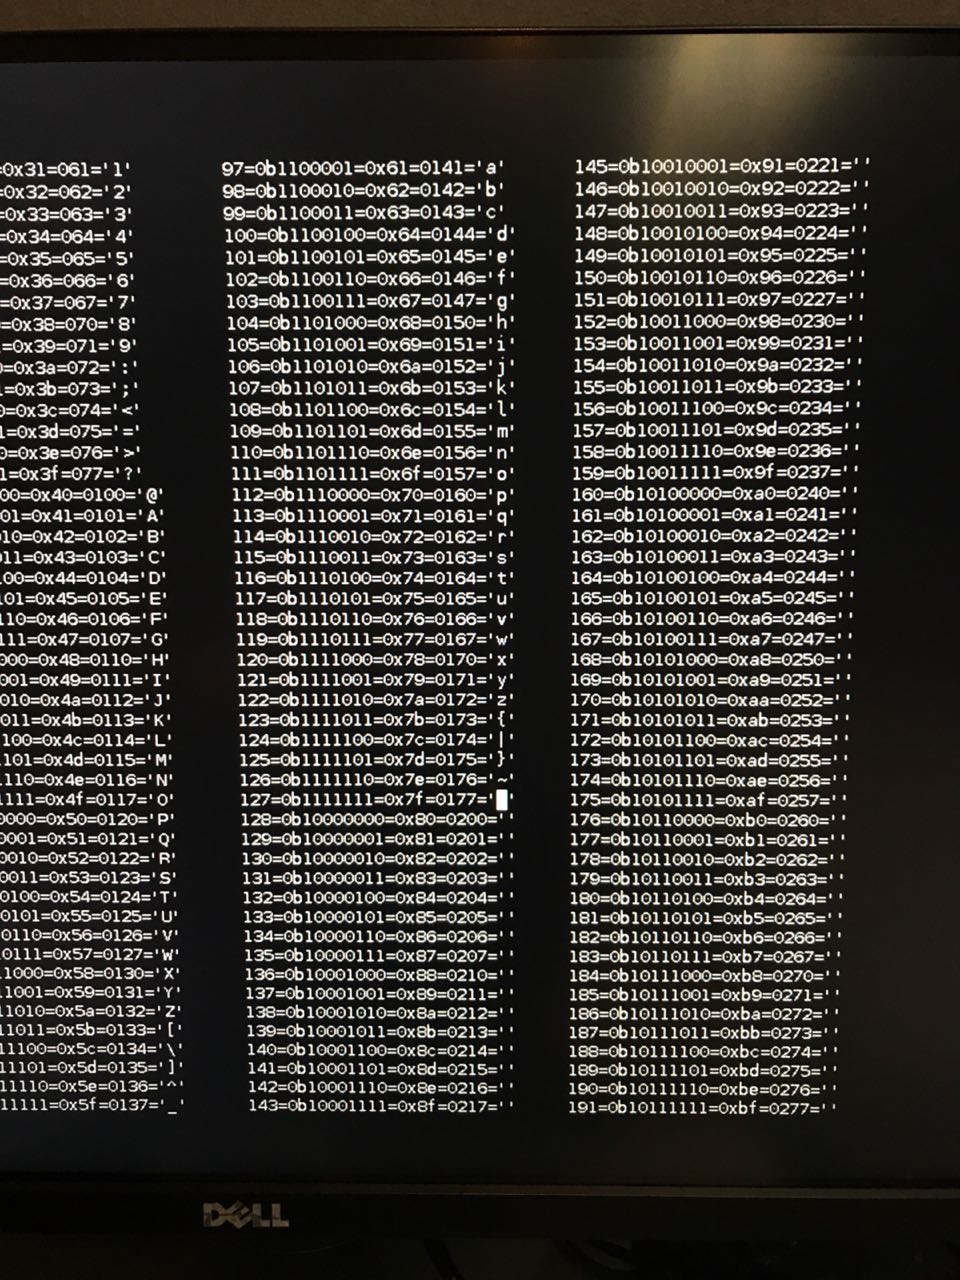 =0x31=061='1'
=0x32=062='2'
=0x33=063='3'
=0x34=064='4'
=0x35=065='5'
=0x36=066='6'
=0x37=067='7'
=0x38=070='8'
=0x39=071='9'
=0x3a=072=':'
1=0x3b=073=';'
0=0x3c=074='<'
1=0x3d=075='='
0=0x3e=076='>'
1=0x3f=077='?'
00=0x40=0100='@'
01=0x41=0101='A'
10=0x42=0102='B'
11=0x43=0103='C'
00=0x44=0104='D'
101=0x45=0105='E'
110=0x46=0106='F'
111=0x47=0107='G'
000=0x48=0110='H'
001=0x49=0111='I'
010=0x4a=0112='J'
011=0x4b=0113='K'
100=0x4c=0114='L'
1101=0x4d=0115='M'
1110=0x4e=0116='N'
1111=0x4f=0117='O'
0000=0x50=0120='P'
0001=0x51=0121='Q'
0010=0x52=0122='R'
0011=0x53=0123='S'
0100=0x54=0124='T'
0101=0x55=0125='U'
0110=0x56=0126='V'
10111=0x57=0127='W'
11000=0x58=0130='X'
11001=0x59=0131='Y'
11010=0x5a=0132='Z'
11011=0x5b=0133='['
11100=0x5c=0134='\'
11101=0x5d=0135=']'
11110=0x5e=0136='^'
11111=0x5f=0137='_'
97=0b1100001=0x61=0141='a'
98=0b1100010=0x62=0142='b'
99=0b1100011=0x63=0143='c'
100=0b1100100=0x64=0144='d'
101=0b1100101=0x65=0145='e'
102=0b1100110=0x66=0146='f'
103=0b1100111=0x67=0147='g'
104=0b1101000=0x68=0150='h'
105=0b1101001=0x69=0151='i'
106=0b1101010=0x6a=0152='j'
107=0b1101011=0x6b=0153='k'
108=0b1101100=0x6c=0154='l'
109=0b1101101=0x6d=0155='m'
110=0b1101110=0x6e=0156='n'
111=0b1101111=0x6f=0157='o'
112=0b1110000=0x70=0160='p'
113=0b1110001=0x71=0161='q'
114=0b1110010=0x72=0162='r'
115=0b1110011=0x73=0163='s'
116=0b1110100=0x74=0164='t'
117=0b1110101=0x75=0165='u'
118=0b1110110=0x76=0166='v'
119=0b1110111=0x77=0167='w'
120=0b1111000=0x78=0170='x'
121=0b1111001=0x79=0171='y'
122=0b1111010=0x7a=0172='z'
123=0b1111011=0x7b=0173='{'
124=0b1111100=0x7c=0174='|'
125=0b1111101=0x7d=0175='}'
126=0b1111110=0x7e=0176='~'
127=0b1111111=0x7f=0177='█'
128=0b10000000=0x80=0200=''
129=0b10000001=0x81=0201=''
130=0b10000010=0x82=0202=''
131=0b10000011=0x83=0203=''
132=0b10000100=0x84=0204=''
133=0b10000101=0x85=0205=''
134=0b10000110=0x86=0206=''
135=0b10000111=0x87=0207=''
136=0b10001000=0x88=0210=''
137=0b10001001=0x89=0211=''
138=0b10001010=0x8a=0212=''
139=0b10001011=0x8b=0213=''
140=0b10001100=0x8c=0214=''
141=0b10001101=0x8d=0215=''
142=0b10001110=0x8e=0216=''
143=0b10001111=0x8f=0217=''
145=0b10010001=0x91=0221=''
146=0b10010010=0x92=0222=''
147=0b10010011=0x93=0223=''
148=0b10010100=0x94=0224=''
149=0b10010101=0x95=0225=''
150=0b10010110=0x96=0226=''
151=0b10010111=0x97=0227=''
152=0b10011000=0x98=0230=''
153=0b10011001=0x99=0231=''
154=0b10011010=0x9a=0232=''
155=0b10011011=0x9b=0233=''
156=0b10011100=0x9c=0234=''
157=0b10011101=0x9d=0235=''
158=0b10011110=0x9e=0236=''
159=0b10011111=0x9f=0237=''
160=0b10100000=0xa0=0240=''
161=0b10100001=0xa1=0241=''
162=0b10100010=0xa2=0242=''
163=0b10100011=0xa3=0243=''
164=0b10100100=0xa4=0244=''
165=0b10100101=0xa5=0245=''
166=0b10100110=0xa6=0246=''
167=0b10100111=0xa7=0247=''
168=0b10101000=0xa8=0250=''
169=0b10101001=0xa9=0251=''
170=0b10101010=0xaa=0252=''
171=0b10101011=0xab=0253=''
172=0b10101100=0xac=0254=''
173=0b10101101=0xad=0255=''
174=0b10101110=0xae=0256=''
175=0b10101111=0xaf=0257=''
176=0b10110000=0xb0=0260=''
177=0b10110001=0xb1=0261=''
178=0b10110010=0xb2=0262=''
179=0b10110011=0xb3=0263=''
180=0b10110100=0xb4=0264=''
181=0b10110101=0xb5=0265=''
182=0b10110110=0xb6=0266=''
183=0b10110111=0xb7=0267=''
184=0b10111000=0xb8=0270=''
185=0b10111001=0xb9=0271=''
186=0b10111010=0xba=0272=''
187=0b10111011=0xbb=0273=''
188=0b10111100=0xbc=0274=''
189=0b10111101=0xbd=0275=''
190=0b10111110=0xbe=0276=''
191=0b10111111=0xbf=0277=''
DELL